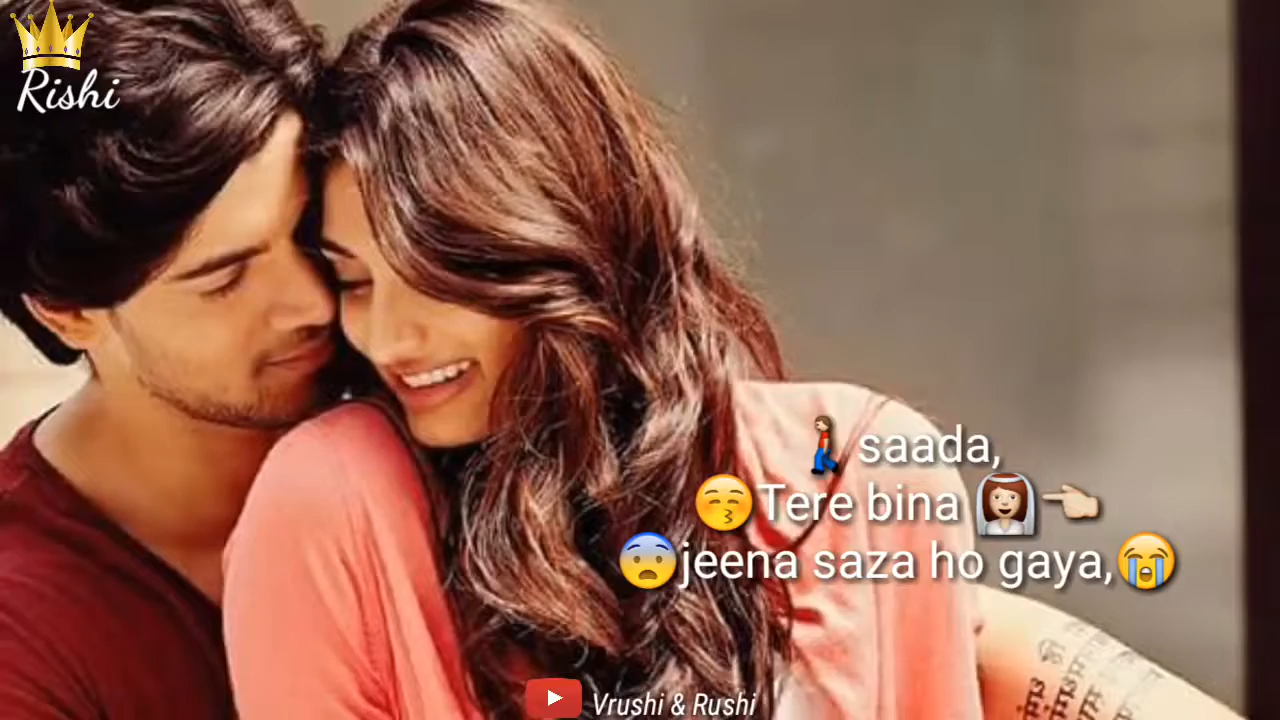 Rishi
🚶saada,
😚Tere bina 👰👈
😨jeena saza ho gaya,😭
Vrushi & Rushi